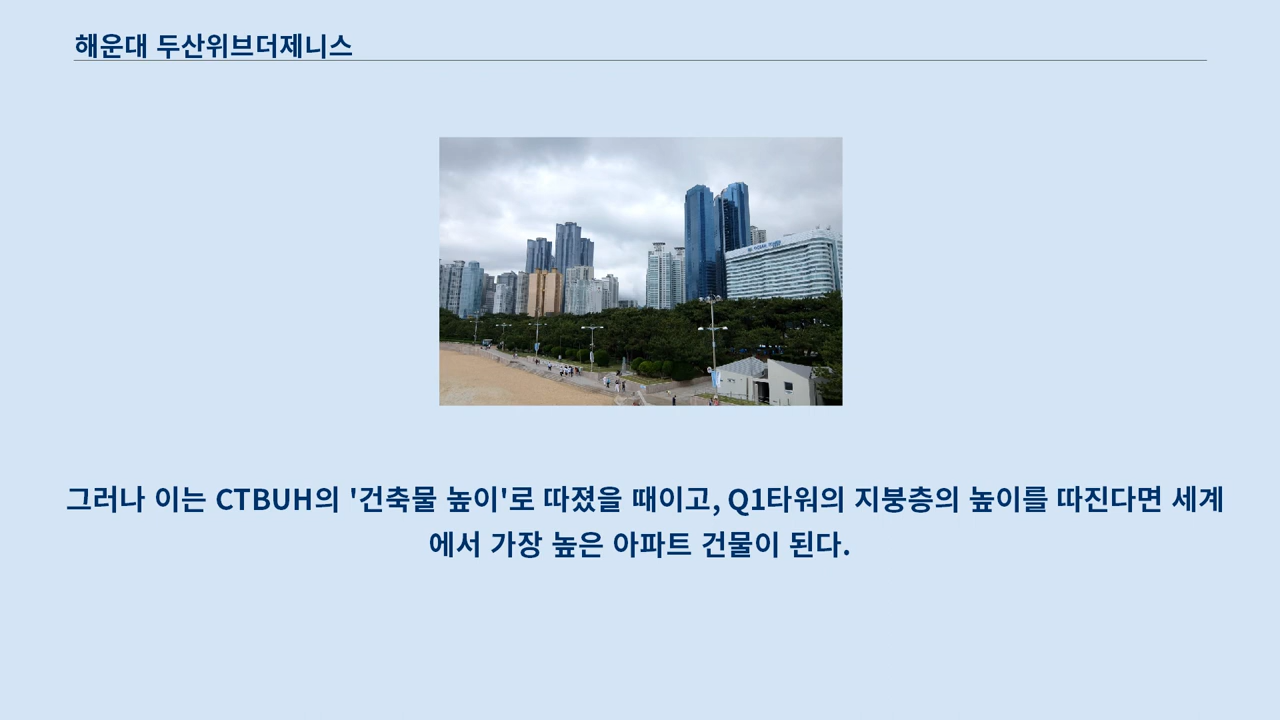 해운대 두산위브더제니스
그러나 이는 CTBUH의 '건축물 높이'로 따졌을 때이고, Q1타워의 지붕층의 높이를 따진다면 세계
에서 가장 높은 아파트 건물이 된다.